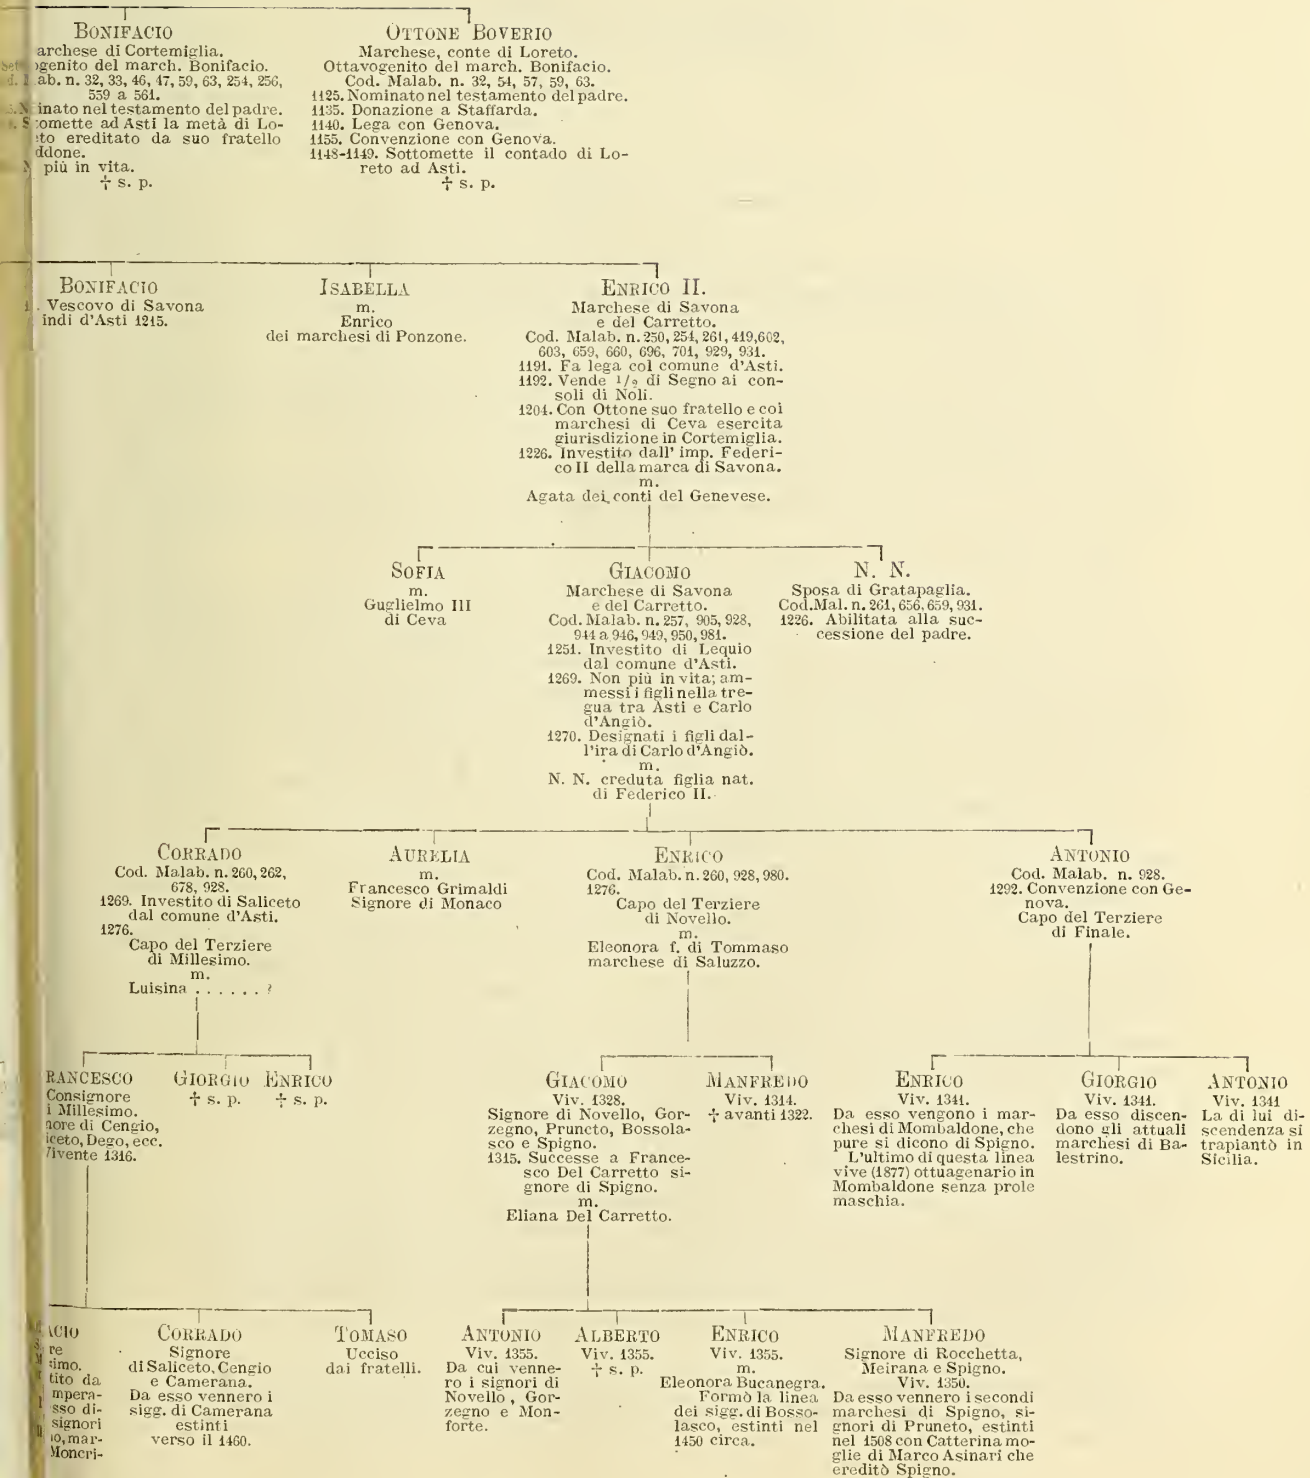 BONIFACIO
archese di Cortemiglia.
ogenito del march. Bonifacio.
ab. n. 32, 33, 46, 47, 59, 63, 254, 256,
559 a 561.
inato nel testamento del padre.
omette ad Asti la metà di Lo-
to ereditato da suo fratello
ddone.
più in vita.
† s. p.
OTTONE BOVERIO
Marchese, conte di Loreto.
Ottavogenito del march. Bonifacio.
Cod. Malab. n. 32, 54, 57, 59, 63.
1125. Nominato nel testamento del padre.
1135. Donazione a Staffarda.
1140. Lega con Genova.
1155. Convenzione con Genova.
1148-1149. Sottomette il contado di Lo-
reto ad Asti.
† s. p.
BONIFACIO
. Vescovo di Savona
indi d'Asti 1215.
ISABELLA
m.
Enrico
dei marchesi di Ponzone.
ENRICO II.
Marchese di Savona
e del Carretto.
Cod. Malab. n. 250, 254, 261, 419, 602,
603, 659, 660, 696, 701, 929, 931.
1191. Fa lega col comune d'Asti.
1192. Vende 1/2 di Segno ai con-
soli di Noli.
1204. Con Ottone suo fratello e coi
marchesi di Ceva esercita
giurisdizione in Cortemiglia.
1226. Investito dall' imp. Federi-
co II della marca di Savona.
m.
Agata dei conti del Genevese.
SOFIA
m.
Guglielmo III
di Ceva
GIACOMO
Marchese di Savona
e del Carretto.
Cod. Malab. n. 257, 905, 928,
944 a 946, 949, 950, 981.
1251. Investito di Lequio
dal comune d'Asti.
1269. Non più in vita; am-
messi i figli nella tre-
gua tra Asti e Carlo
d'Angiò.
1270. Designati i figli dal-
l'ira di Carlo d'Angiò.
m.
N. N. creduta figlia nat.
di Federico II.
N. N.
Sposa di Gratapaglia.
Cod. Mal. n. 261, 656, 659, 931.
1226. Abilitata alla suc-
cessione del padre.
CORRADO
Cod. Malab. n. 260, 262,
678, 928.
1269. Investito di Saliceto
dal comune d'Asti.
1276.
Capo del Terziere
di Millesimo.
m.
Luisina . . . . . . ?
AURELIA
m.
Francesco Grimaldi
Signore di Monaco
ENRICO
Cod. Malab. n. 260, 928, 980.
1276.
Capo del Terziere
di Novello.
m.
Eleonora f. di Tommaso
marchese di Saluzzo.
ANTONIO
Cod. Malab. n. 928.
1292. Convenzione con Ge-
nova.
Capo del Terziere
di Finale.
RANCESCO
Consignore
i Millesimo.
nore di Cengio,
iceto, Dego, ecc.
Vivente 1316.
GIORGIO
† s. p.
ENRICO
† s. p.
GIACOMO
Viv. 1328.
Signore di Novello, Gor-
zegno, Pruncto, Bossola-
sco e Spigno.
1315. Successe a France-
sco Del Carretto si-
gnore di Spigno.
m.
Eliana Del Carretto.
MANFREDO
Viv. 1314.
† avanti 1322.
ENRICO
Viv. 1341.
Da esso vengono i mar-
chesi di Mombaldone, che
pure si dicono di Spigno.
L'ultimo di questa linea
vive (1877) ottuagenario in
Mombaldone senza prole
maschia.
GIORGIO
Viv. 1341.
Da esso discen-
dono gli attuali
marchesi di Ba-
lestrino.
ANTONIO
Viv. 1341
La di lui di-
scendenza si
trapiantò in
Sicilia.
ACIO
re
simo.
tito da
mpera-
sso di-
signori
io, mar-
Moncri-
CORRADO
Signore
di Saliceto, Cengio
e Camerana.
Da esso vennero i
sigg. di Camerana
estinti
verso il 1460.
TOMASO
Ucciso
dai fratelli.
ANTONIO
Viv. 1355.
Da cui venne-
ro i signori di
Novello, Gor-
zegno e Mon-
forte.
ALBERTO
Viv. 1355.
† s. p.
ENRICO
Viv. 1355.
m.
Eleonora Bucanegra.
Formò la linea
dei sigg. di Bosso-
lasco, estinti nel
1450 circa.
MANFREDO
Signore di Rocchetta,
Meirana e Spigno.
Viv. 1350.
Da esso vennero i secondi
marchesi di Spigno, si-
gnori di Pruneto, estinti
nel 1508 con Catterina mo-
glie di Marco Asinari che
ereditò Spigno.